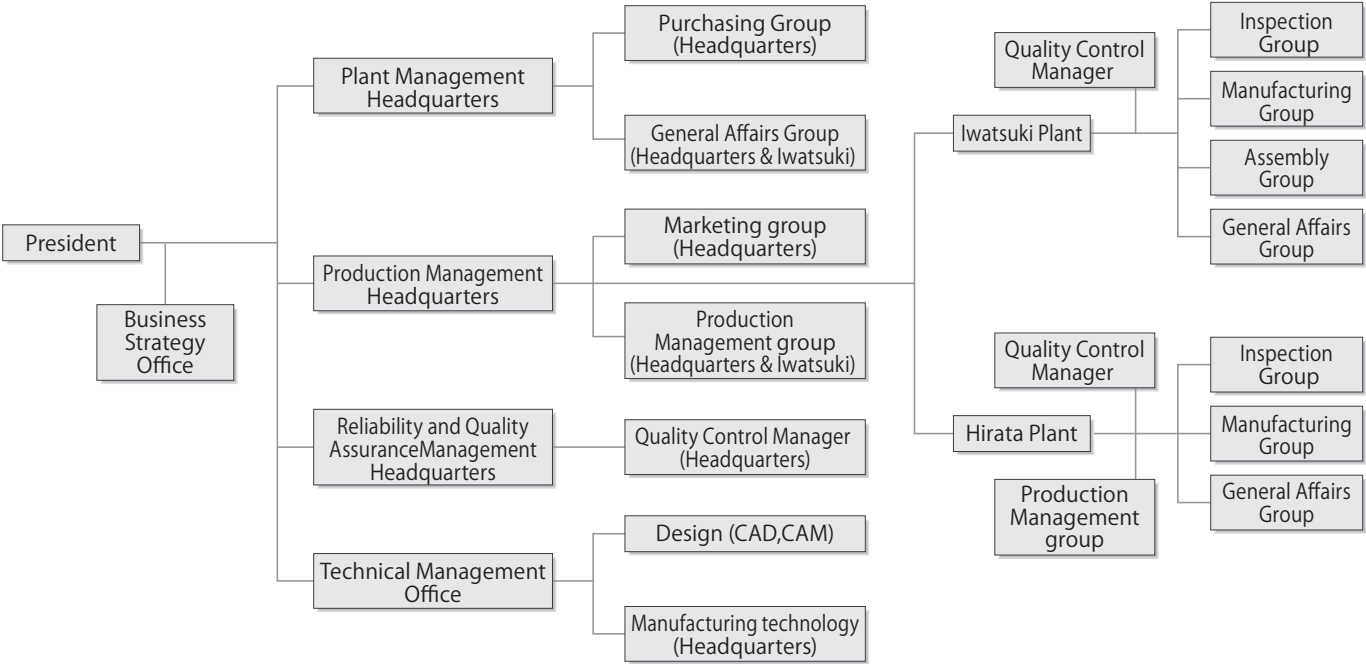 President
Business
Strategy
Office
Plant Management
Headquarters
Purchasing Group
(Headquarters)
General Affairs Group
(Headquarters & Iwatsuki)
Production Management
Headquarters
Marketing group
(Headquarters)
Production
Management group
(Headquarters & Iwatsuki)
Reliability and Quality
AssuranceManagement
Headquarters
Quality Control Manager
(Headquarters)
Technical Management
Office
Design (CAD,CAM)
Manufacturing technology
(Headquarters)
Iwatsuki Plant
Quality Control
Manager
Inspection
Group
Manufacturing
Group
Assembly
Group
General Affairs
Group
Hirata Plant
Quality Control
Manager
Production
Management
group
Inspection
Group
Manufacturing
Group
General Affairs
Group